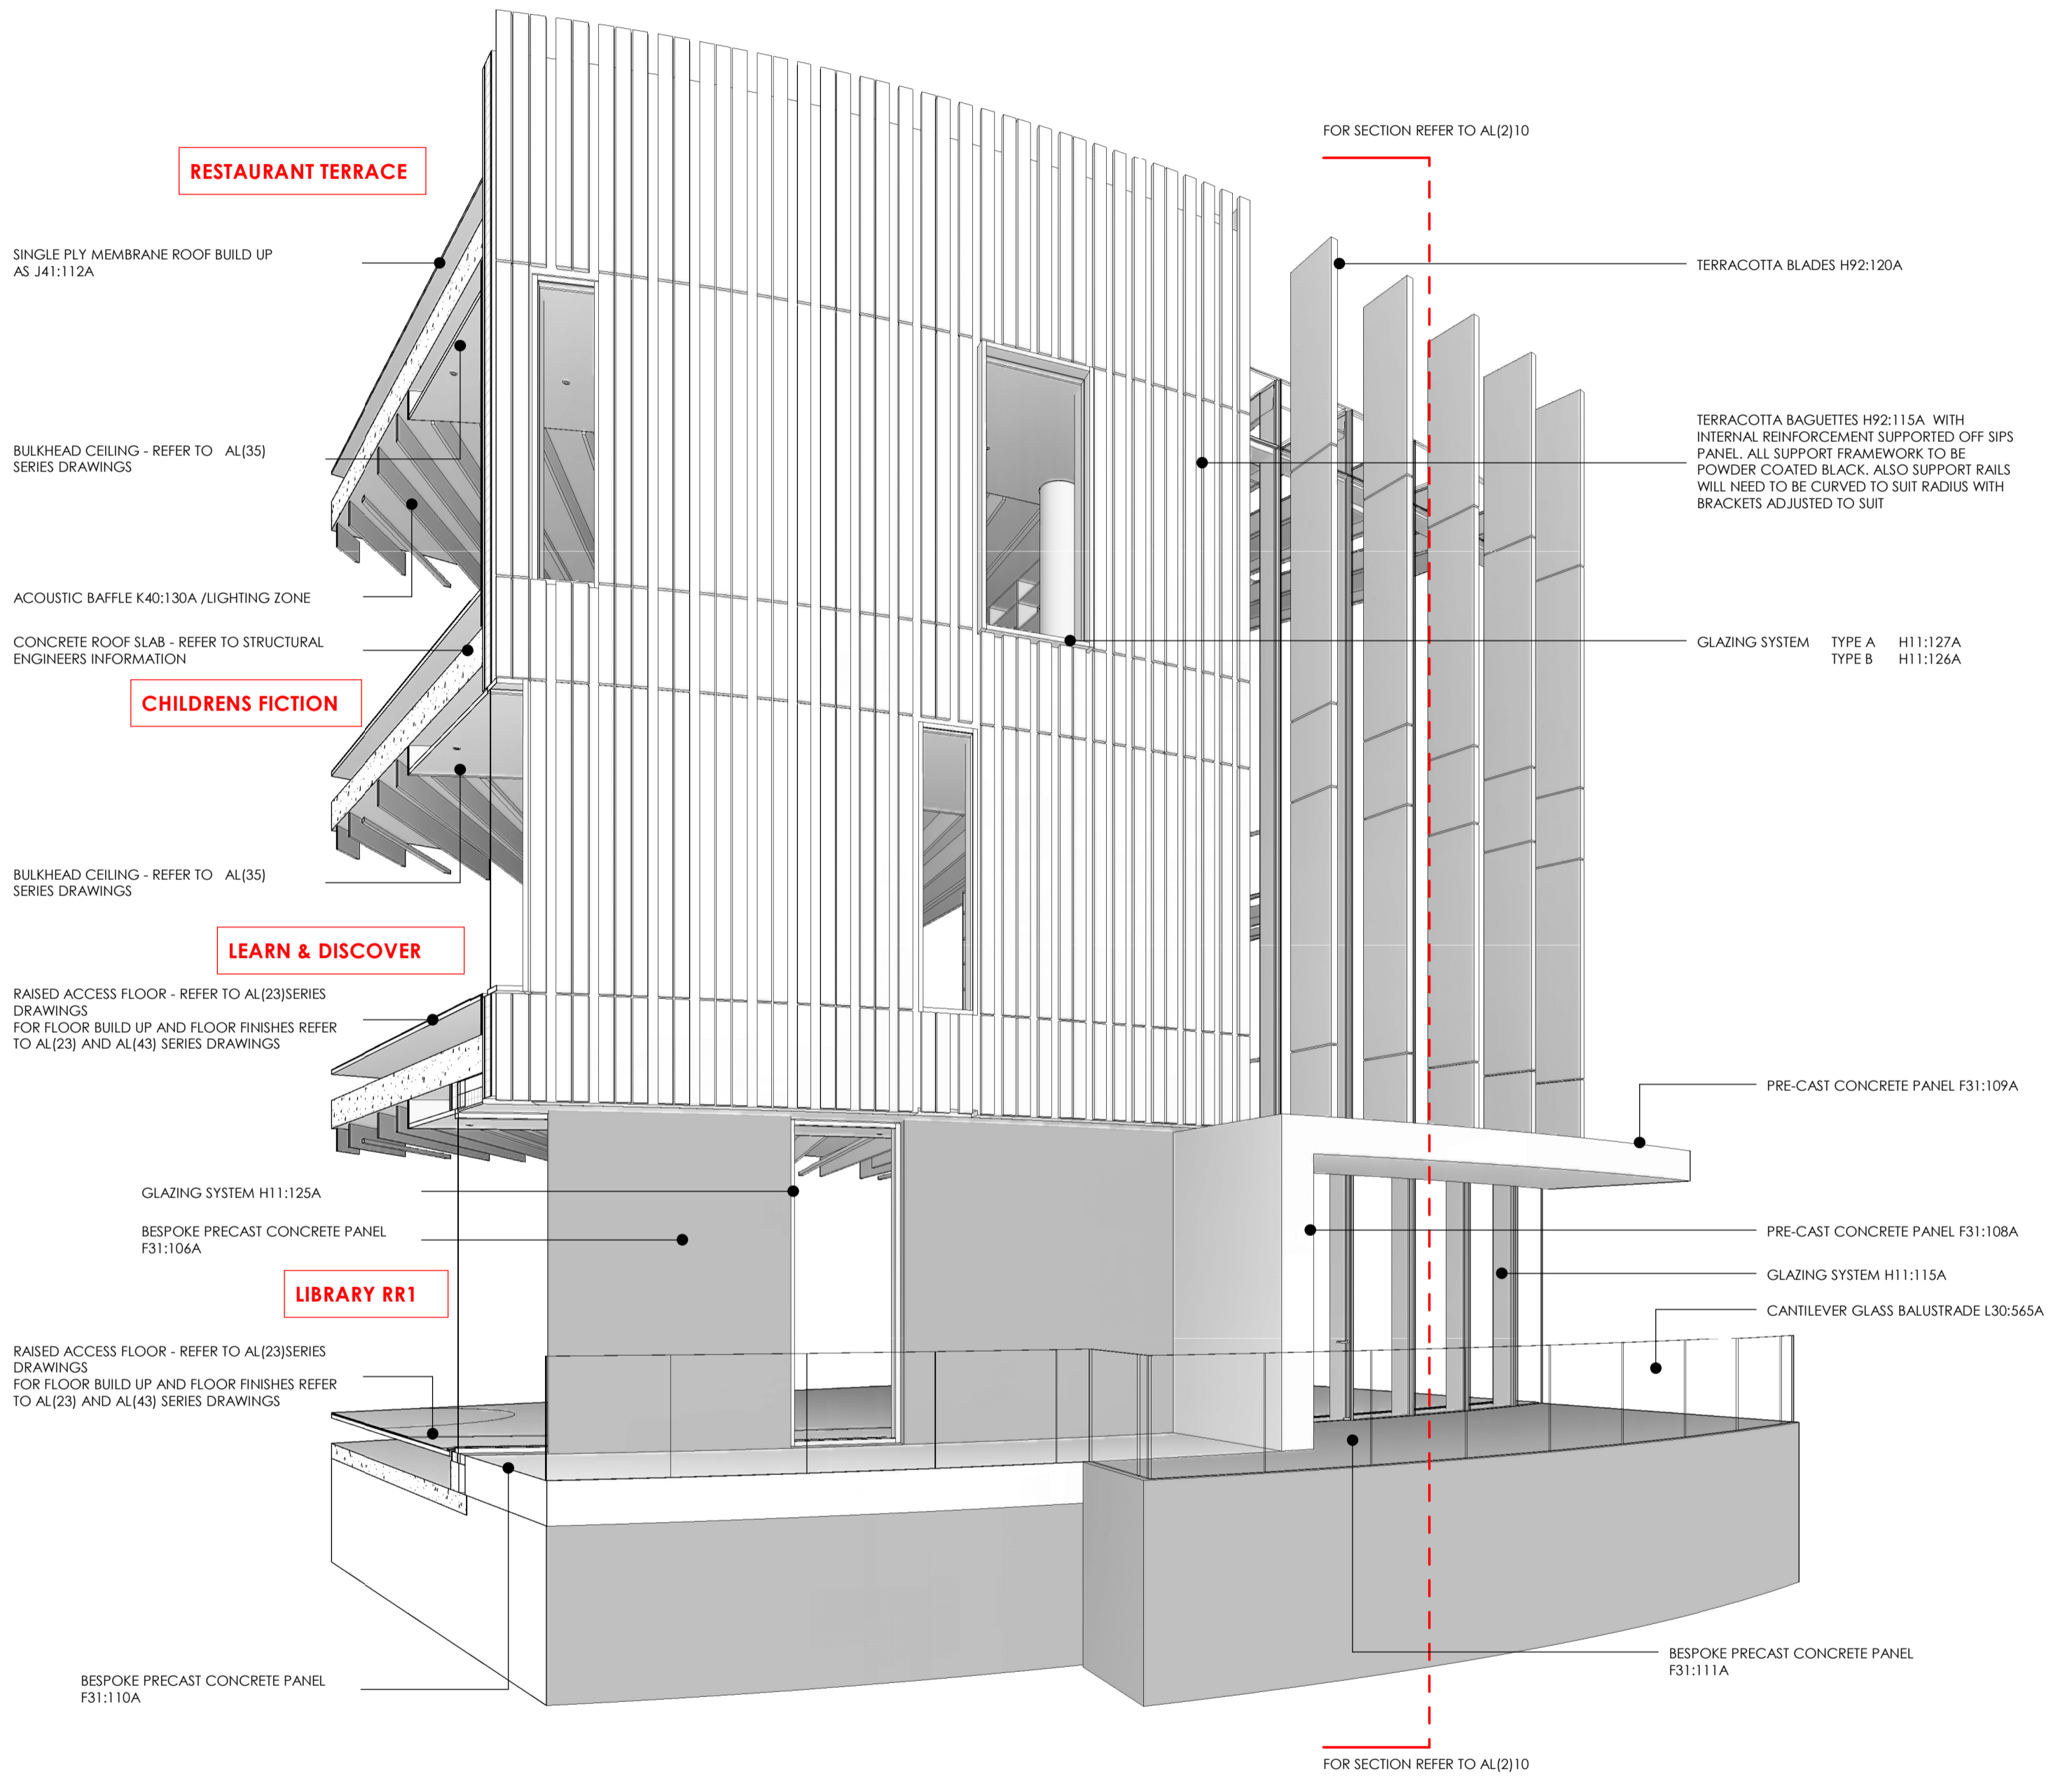 RESTAURANT TERRACE
SINGLE PLY MEMBRANE ROOF BUILD UP
AS J41:112A
BULKHEAD CEILING - REFER TO AL(35)
SERIES DRAWINGS
ACOUSTIC BAFFLE K40:130A /LIGHTING ZONE
CONCRETE ROOF SLAB - REFER TO STRUCTURAL
ENGINEERS INFORMATION
CHILDRENS FICTION
BULKHEAD CEILING - REFER TO AL(35)
SERIES DRAWINGS
LEARN & DISCOVER
RAISED ACCESS FLOOR - REFER TO AL(23)SERIES
DRAWINGS
FOR FLOOR BUILD UP AND FLOOR FINISHES REFER
TO AL(23) AND AL(43) SERIES DRAWINGS
GLAZING SYSTEM H11:125A
BESPOKE PRECAST CONCRETE PANEL
F31:106A
LIBRARY RR1
RAISED ACCESS FLOOR - REFER TO AL(23)SERIES
DRAWINGS
FOR FLOOR BUILD UP AND FLOOR FINISHES REFER
TO AL(23) AND AL(43) SERIES DRAWINGS
BESPOKE PRECAST CONCRETE PANEL
F31:110A
FOR SECTION REFER TO AL(2)10
TERRACOTTA BLADES H92:120A
TERRACOTTA BAGUETTES H92:115A WITH
INTERNAL REINFORCEMENT SUPPORTED OFF SIPS
PANEL. ALL SUPPORT FRAMEWORK TO BE
POWDER COATED BLACK. ALSO SUPPORT RAILS
WILL NEED TO BE CURVED TO SUIT RADIUS WITH
BRACKETS ADJUSTED TO SUIT
GLAZING SYSTEM TYPE A H11:127A
TYPE B H11:126A
PRE-CAST CONCRETE PANEL F31:109A
PRE-CAST CONCRETE PANEL F31:108A
GLAZING SYSTEM H11:115A
CANTILEVER GLASS BALUSTRADE L30:565A
BESPOKE PRECAST CONCRETE PANEL
F31:111A
FOR SECTION REFER TO AL(2)10